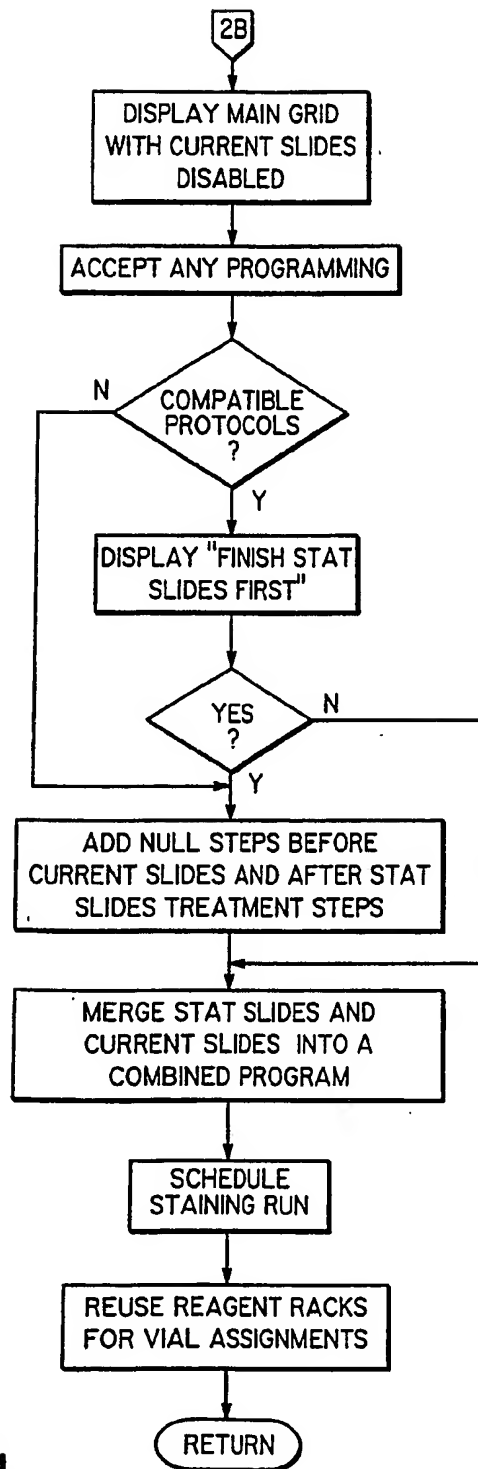 2B
DISPLAY MAIN GRID
WITH CURRENT SLIDES
DISABLED
ACCEPT ANY PROGRAMMING
N
COMPATIBLE
PROTOCOLS
?
Y
DISPLAY "FINISH STAT
SLIDES FIRST"
YES
?
N
Y
ADD NULL STEPS BEFORE
CURRENT SLIDES AND AFTER STAT
SLIDES TREATMENT STEPS
MERGE STAT SLIDES AND
CURRENT SLIDES INTO A
COMBINED PROGRAM
SCHEDULE
STAINING RUN
REUSE REAGENT RACKS
FOR VIAL ASSIGNMENTS
RETURN